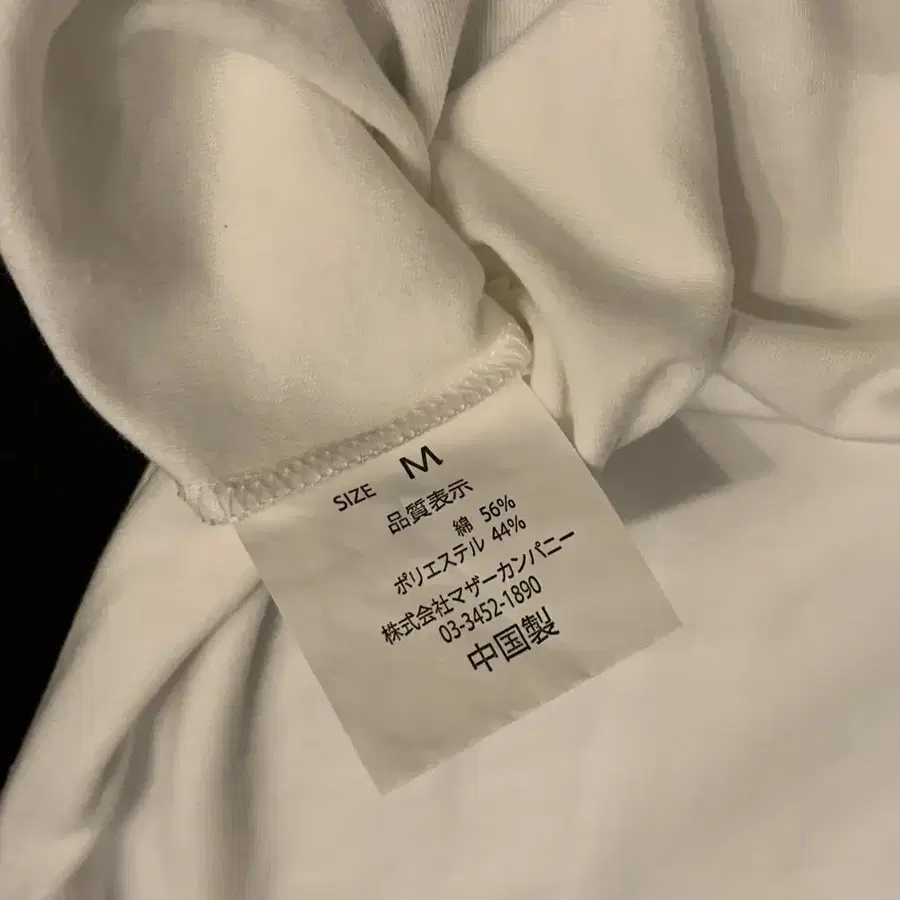 SIZE M
品質表示
綿 56%
ポリエステル 44%
株式会社マザーカンパニー
03-3452-1890
中国製